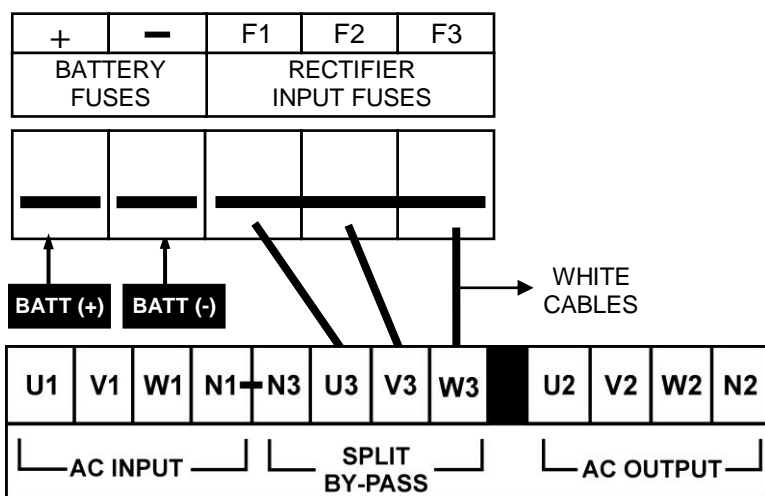 + − F1 F2 F3
BATTERY FUSES
RECTIFIER INPUT FUSES
BATT (+) BATT (-)
WHITE
CABLES
U1 V1 W1 N1 N3 U3 V3 W3 U2 V2 W2 N2
AC INPUT
SPLIT
BY-PASS
AC OUTPUT